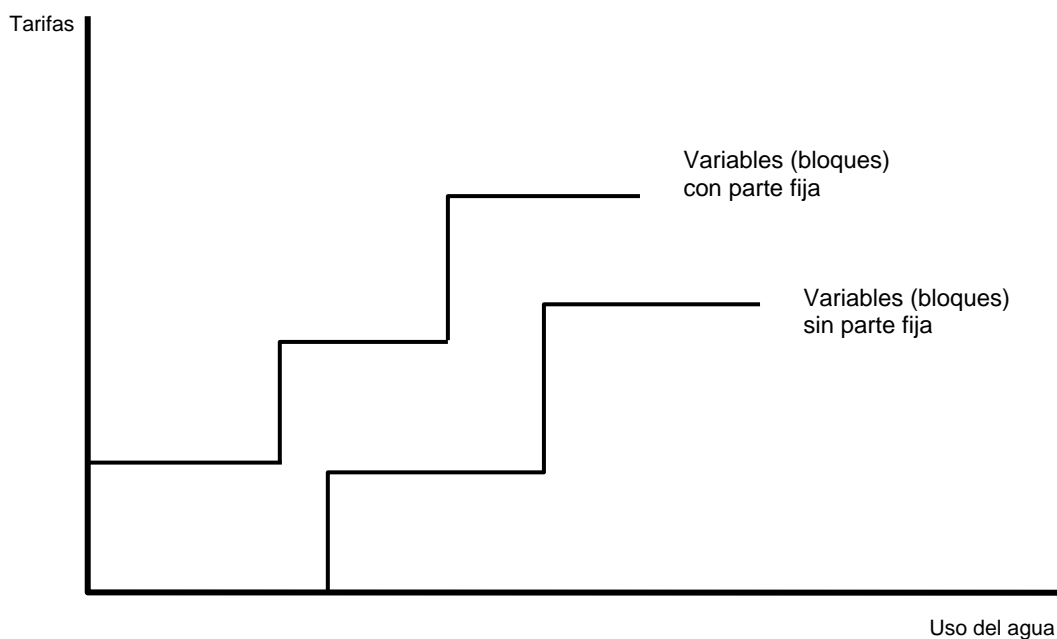 Tarifas
Variables (bloques)
con parte fija
Variables (bloques)
sin parte fija
Uso del agua